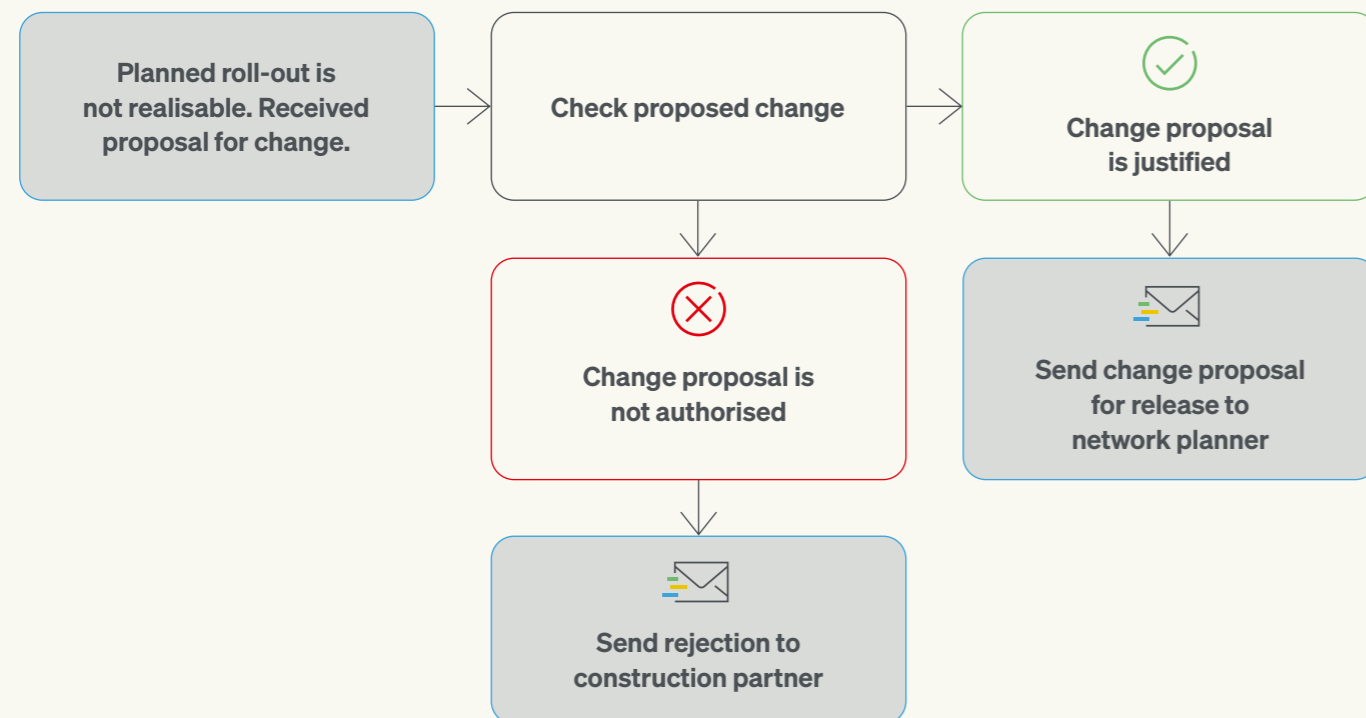 Planned roll-out is
not realisable. Received
proposal for change.
Check proposed change
Change proposal
is justified
Change proposal is
not authorised
Send change proposal
for release to
network planner
Send rejection to
construction partner